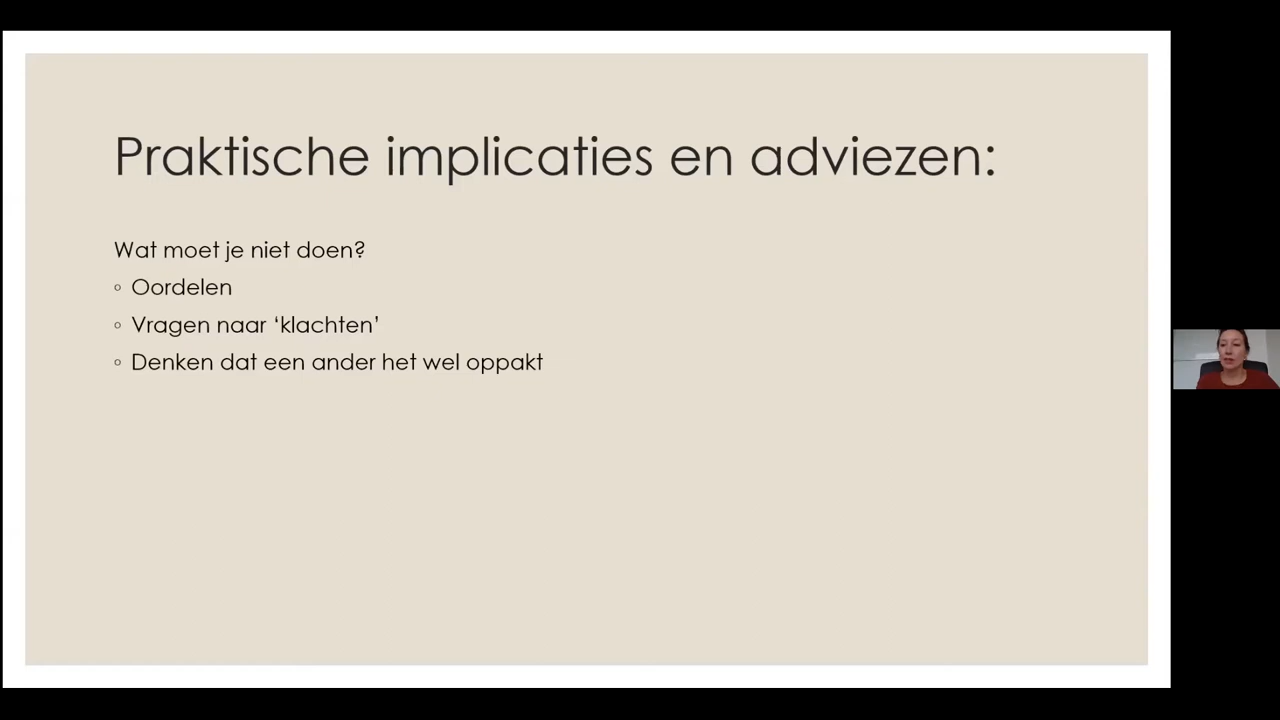 Praktische implicaties en adviezen:
Wat moet je niet doen?
◦ Oordelen
◦ Vragen naar ‘klachten’
◦ Denken dat een ander het wel oppakt